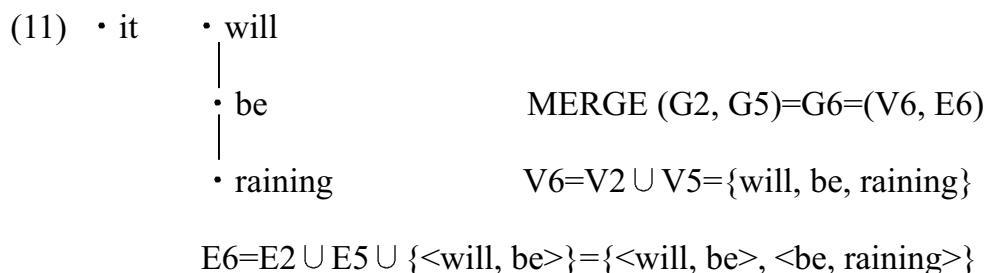 (11) ・it ・will
・be MERGE (G2, G5)=G6=(V6, E6)
・raining V6=V2∪V5={will, be, raining}
E6=E2∪E5∪{<will, be>}={<will, be>, <be, raining>}